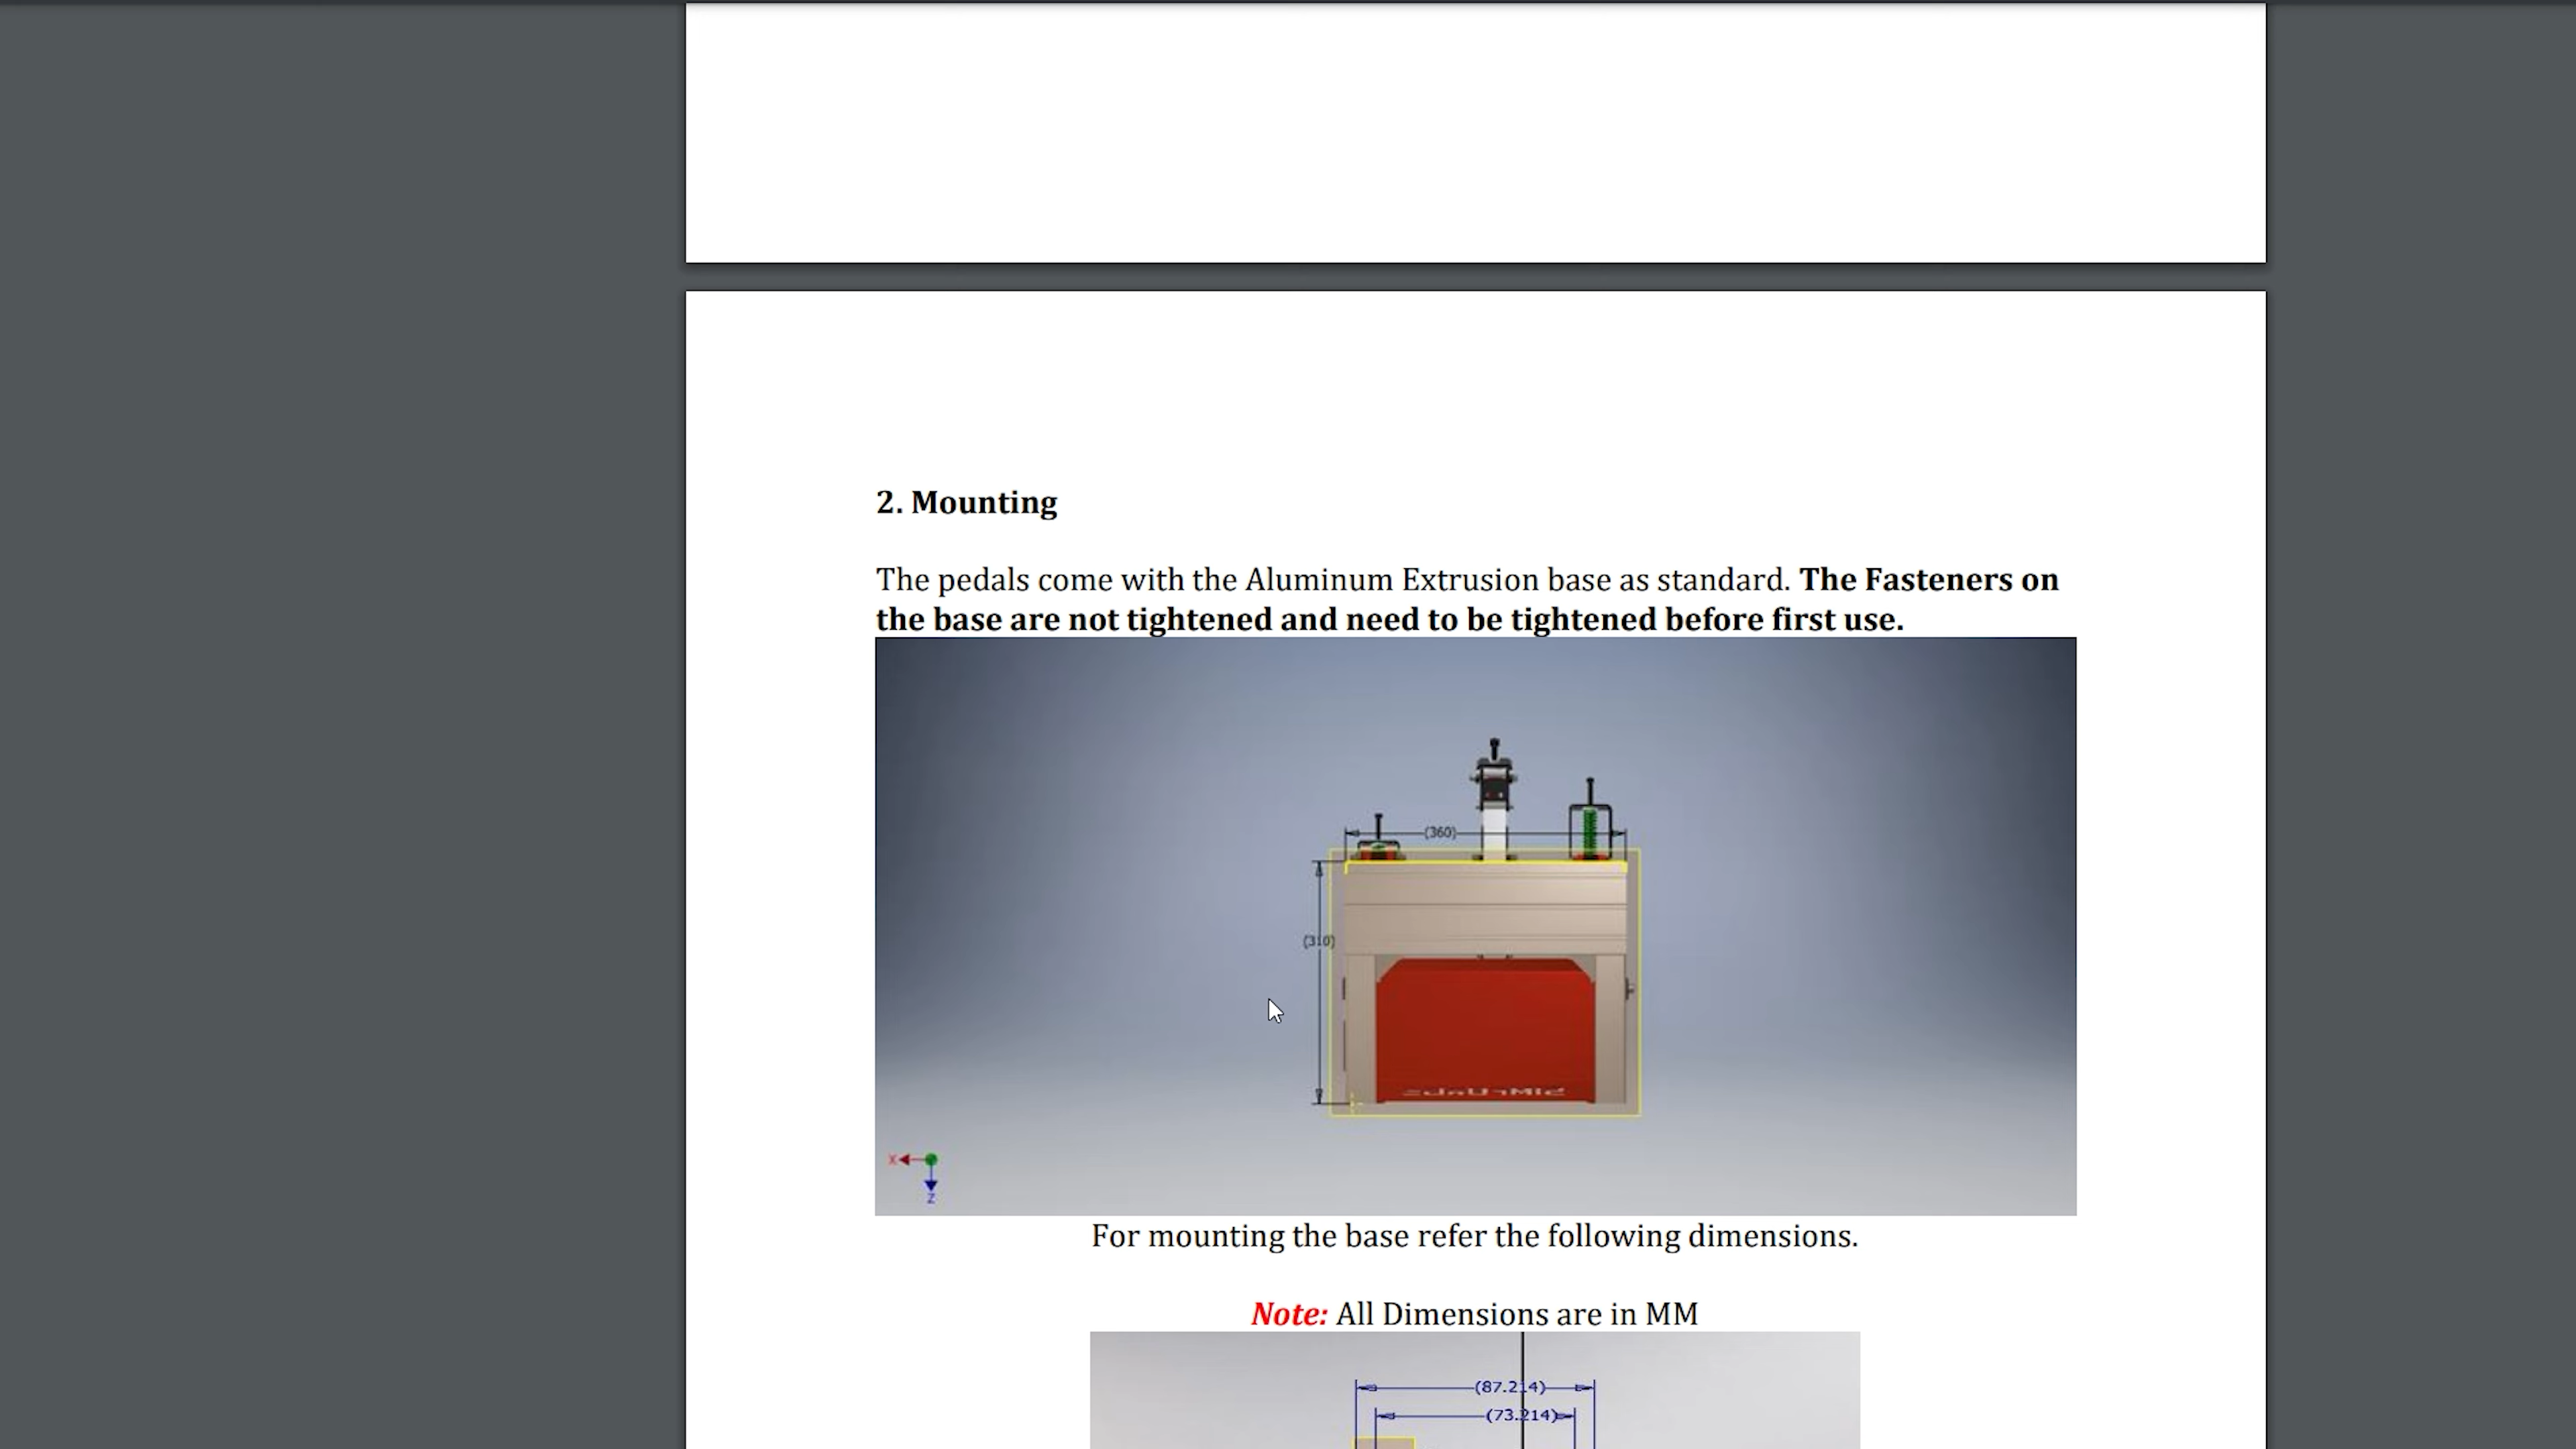 2. Mounting
The pedals come with the Aluminum Extrusion base as standard. The Fasteners on
the base are not tightened and need to be tightened before first use.
(360)
(310)
X
Z
For mounting the base refer the following dimensions.
Note: All Dimensions are in MM
(87.214)
(73.214)